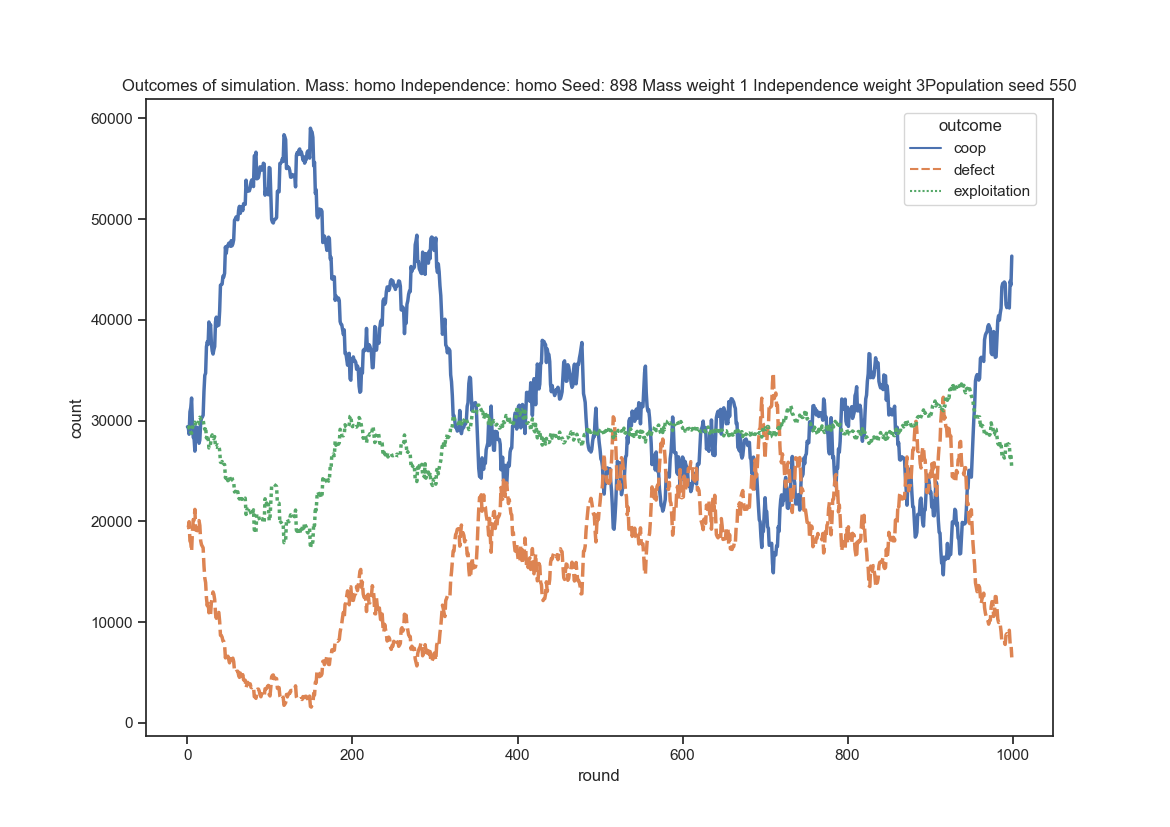 Outcomes of simulation. Mass: homo Independence: homo Seed: 898 Mass weight 1 Independence weight 3Population seed 550
outcome
coop
defect
exploitation
60000
50000
40000
30000
20000
10000
0
count
0 200 400 600 800 1000
round